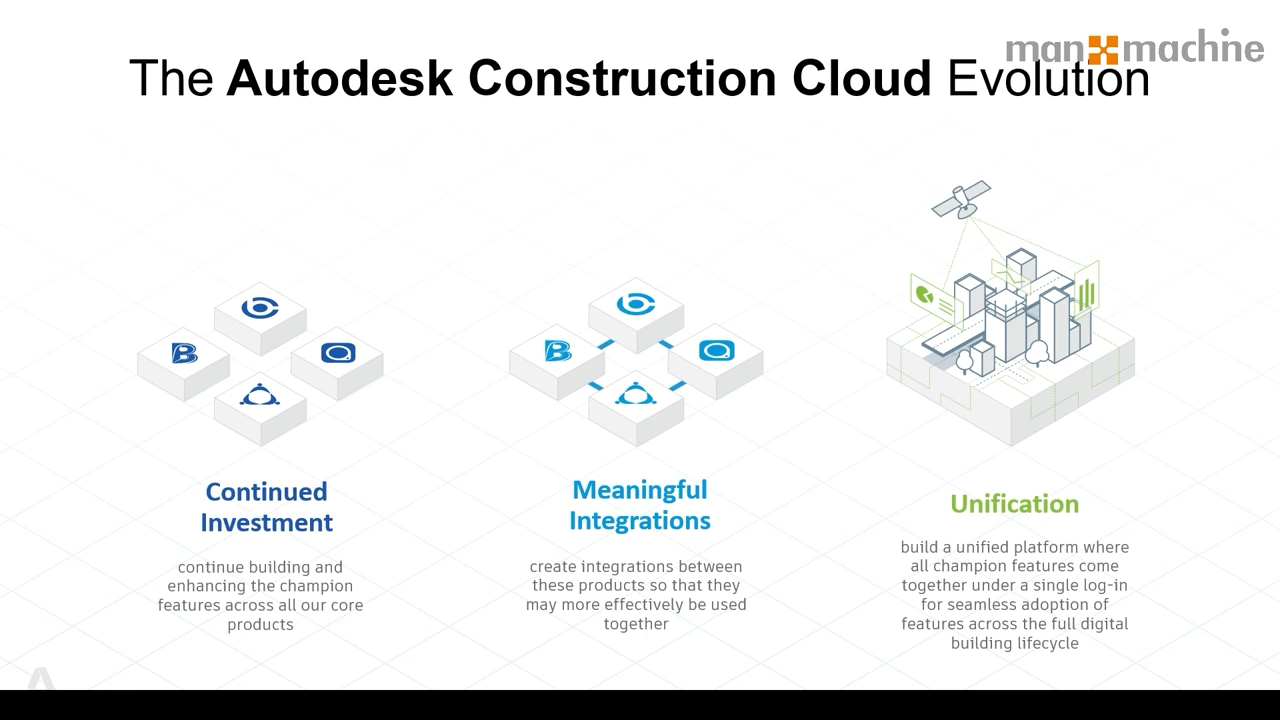 man machine
The Autodesk Construction Cloud Evolution
Continued
Investment
continue building and
enhancing the champion
features across all our core
products
Meaningful
Integrations
create integrations between
these products so that they
may more effectively be used
together
Unification
build a unified platform where
all champion features come
together under a single log-in
for seamless adoption of
features across the full digital
building lifecycle